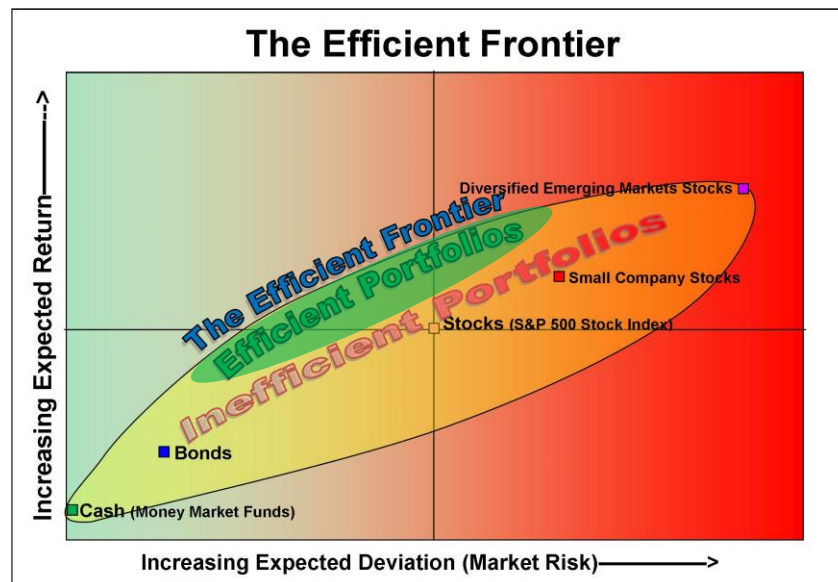 The Efficient Frontier
Increasing Expected Return--->
Diversified Emerging Markets Stocks
The Efficient Frontier
Efficient Portfolios
Inefficient Portfolios
Small Company Stocks
Stocks (S&P 500 Stock Index)
Bonds
Cash (Money Market Funds)
Increasing Expected Deviation (Market Risk)———>